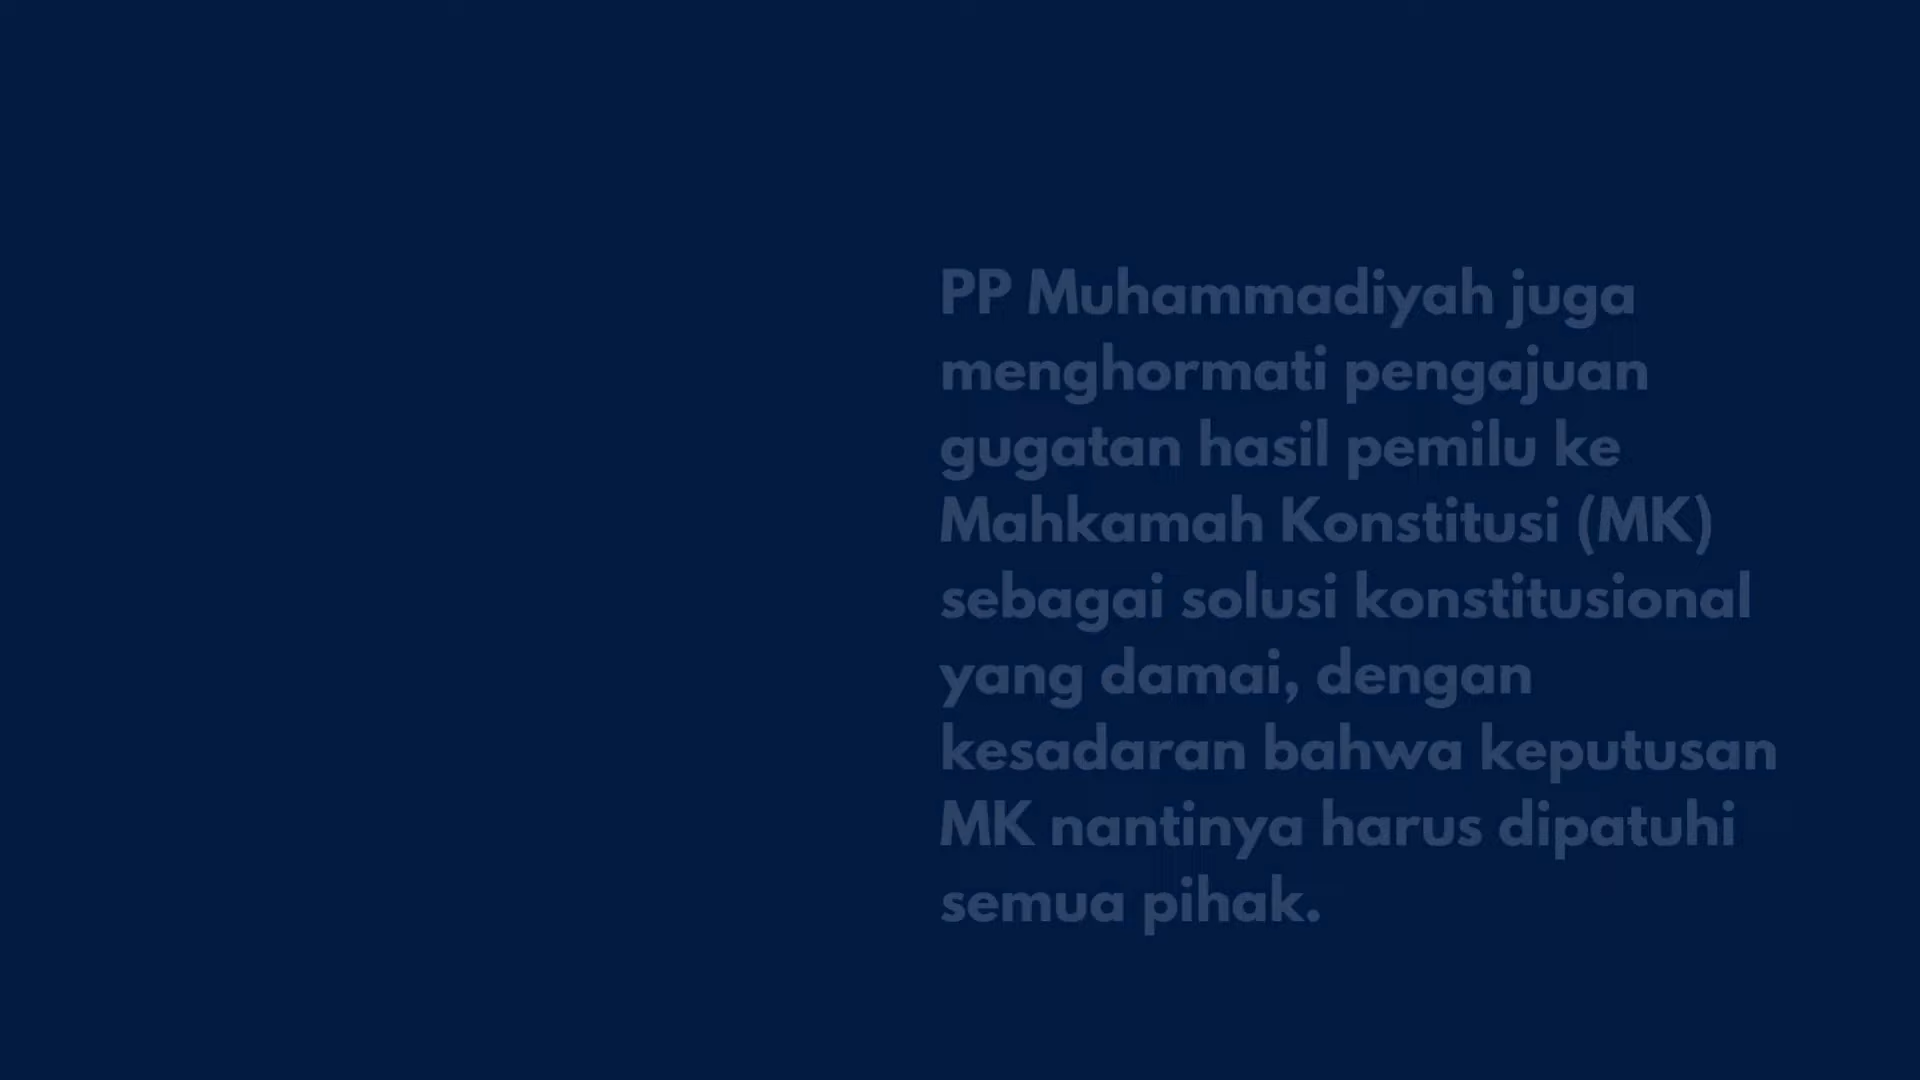 PP Muhammadiyah juga
menghormati pengajuan
gugatan hasil pemilu ke
Mahkamah Konstitusi (MK)
sebagai solusi konstitusional
yang damai, dengan
kesadaran bahwa keputusan
MK nantinya harus dipatuhi
semua pihak.